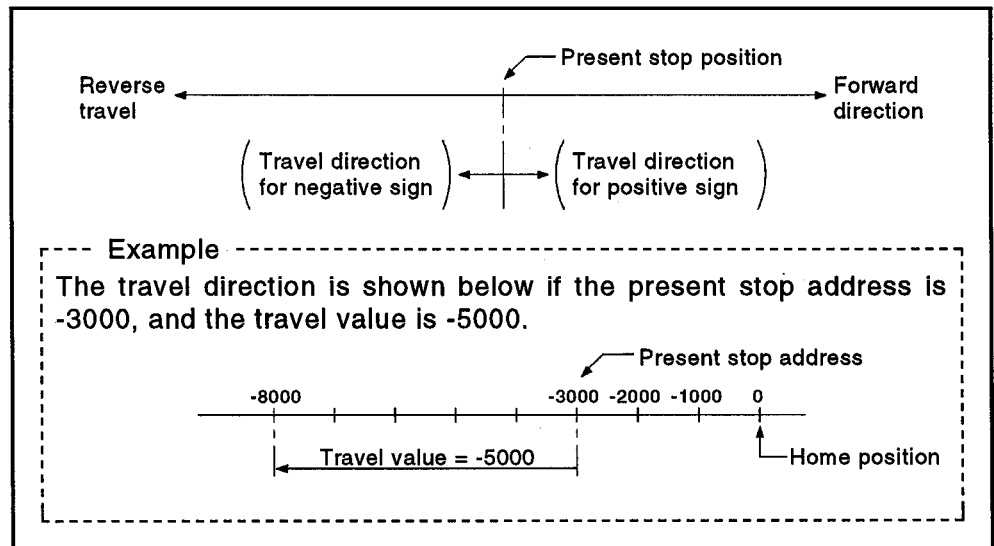 Present stop position
Reverse
travel
Forward
direction
Travel direction
for negative sign
Travel direction
for positive sign
Example
The travel direction is shown below if the present stop address is
-3000, and the travel value is -5000.
Present stop address
-8000 -3000 -2000 -1000 0
Travel value = -5000
Home position